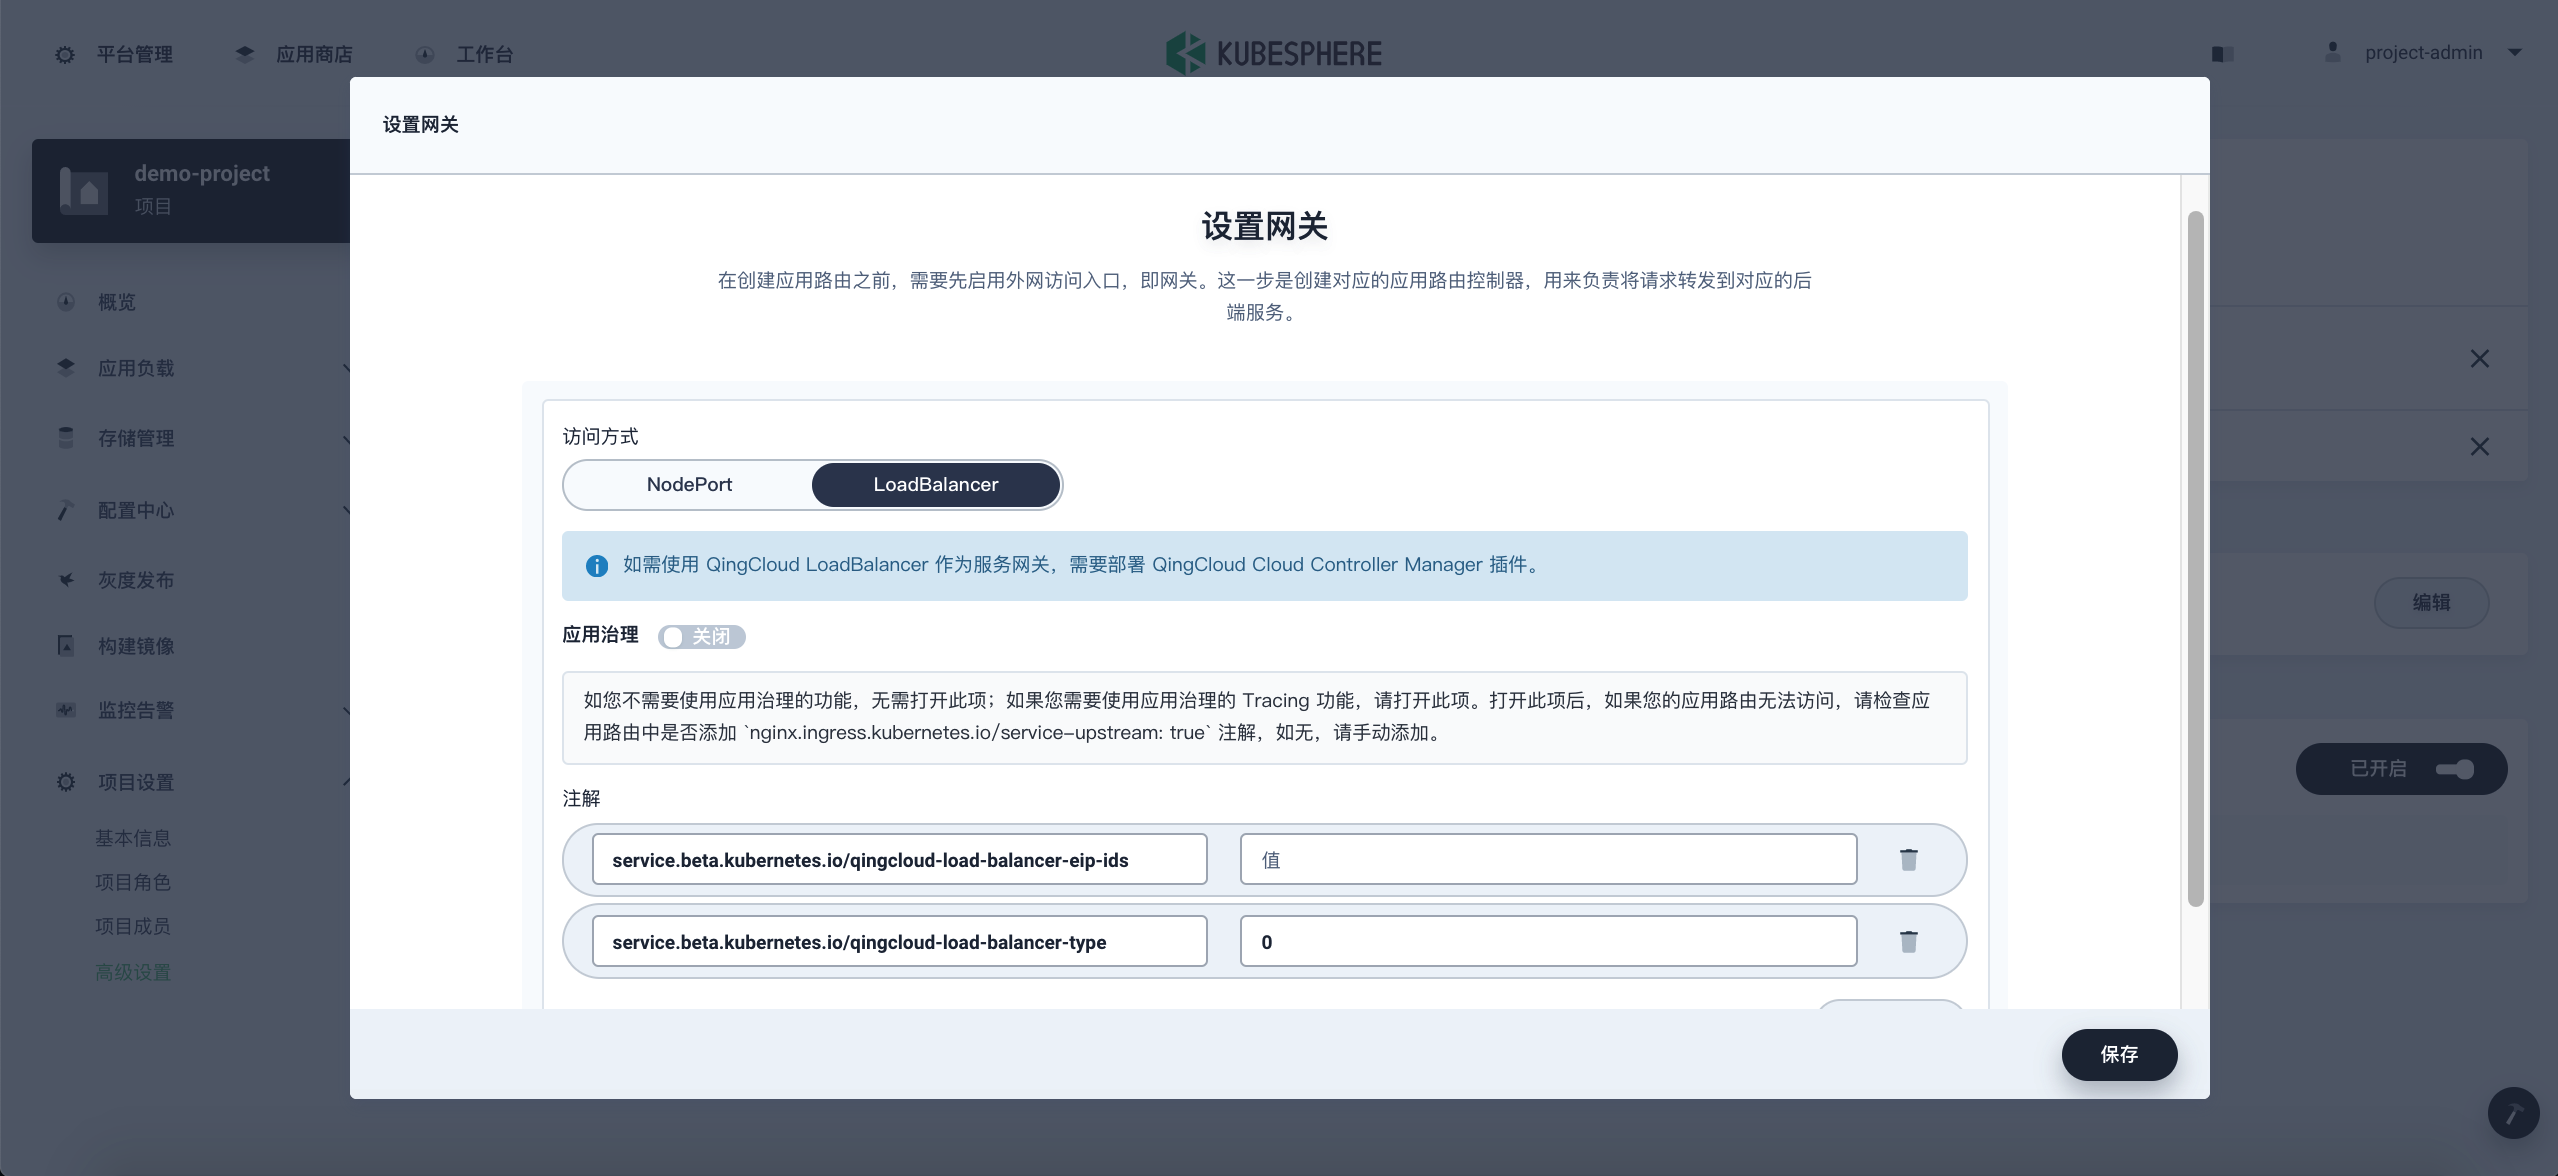 平台管理
应用商店
工作台
KUBESPHERE
project-admin
demo-project
项目
概览
应用负载
存储管理
配置中心
灰度发布
构建镜像
监控告警
项目设置
基本信息
项目角色
项目成员
高级设置
设置网关
设置网关
在创建应用路由之前，需要先启用外网访问入口，即网关。这一步是创建对应的应用路由控制器，用来负责将请求转发到对应的后
端服务。
访问方式
NodePort
LoadBalancer
如需使用 QingCloud LoadBalancer 作为服务网关，需要部署 QingCloud Cloud Controller Manager 插件。
应用治理
关闭
如您不需要使用应用治理的功能，无需打开此项；如果您需要使用应用治理的 Tracing 功能，请打开此项。打开此项后，如果您的应用路由无法访问，请检查应
用路由中是否添加 `nginx.ingress.kubernetes.io/service-upstream: true` 注解，如无，请手动添加。
注解
service.beta.kubernetes.io/qingcloud-load-balancer-eip-ids
值
service.beta.kubernetes.io/qingcloud-load-balancer-type
0
保存
编辑
已开启